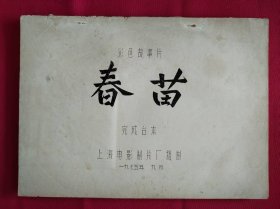 彩色故事片
春苗
完成台本
上海电影制片厂摄制
一九七五年 九月